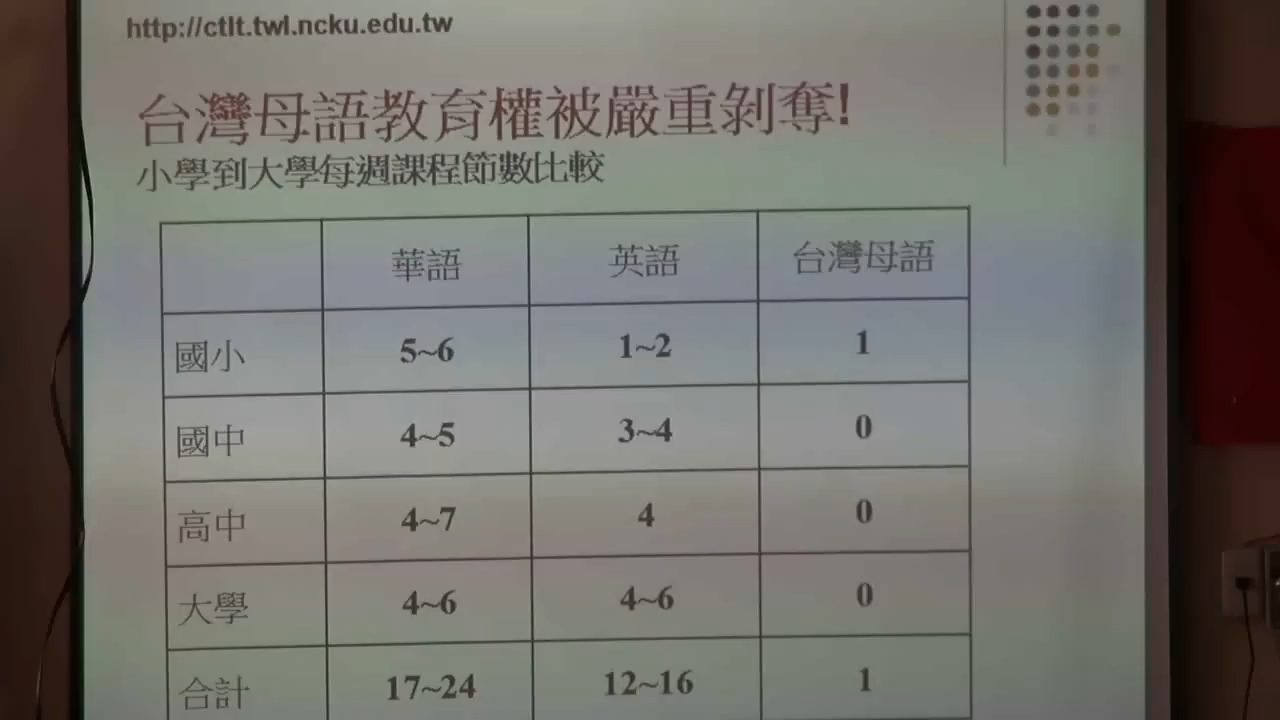 http://ctlt.twl.ncku.edu.tw
台灣母語教育權被嚴重剝奪!
小學到大學每週課程節數比較
華語 英語 台灣母語
國小 5~6 1~2 1
國中 4~5 3~4 0
高中 4~7 4 0
大學 4~6 4~6 0
合計 17~24 12~16 1